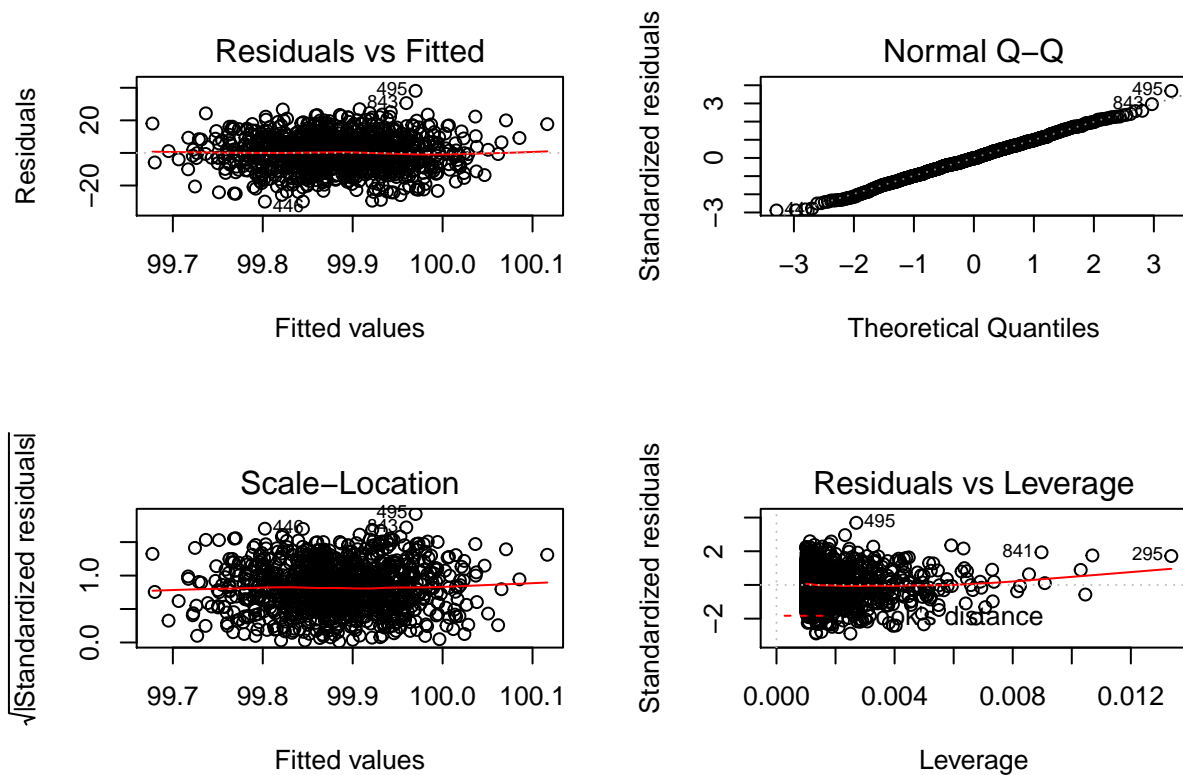 Residuals vs Fitted
Residuals
20
−20
495
843
446
99.7 99.8 99.9 100.0 100.1
Fitted values
Normal Q−Q
Standardized residuals
3
0
−3
495
843
−3 −2 −1 0 1 2 3
Theoretical Quantiles
Scale−Location
√|Standardized residuals|
1.0
0.0
446
495
843
99.7 99.8 99.9 100.0 100.1
Fitted values
Residuals vs Leverage
Standardized residuals
2
−2
495
841
295
distance
0.000 0.004 0.008 0.012
Leverage